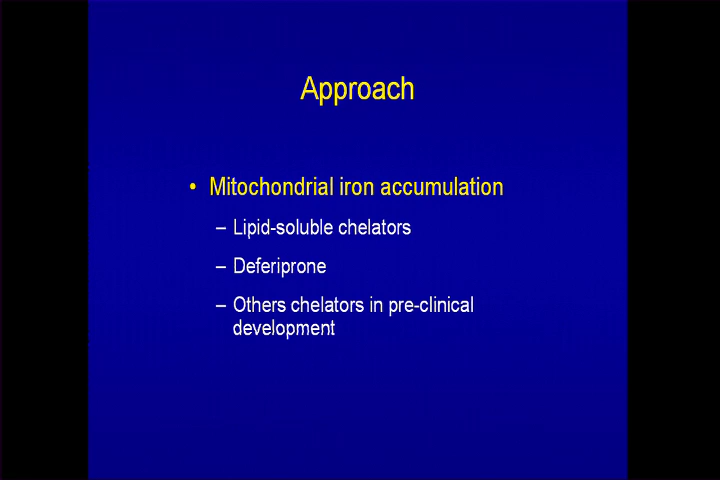 Approach
• Mitochondrial iron accumulation
– Lipid-soluble chelators
– Deferiprone
– Others chelators in pre-clinical
development